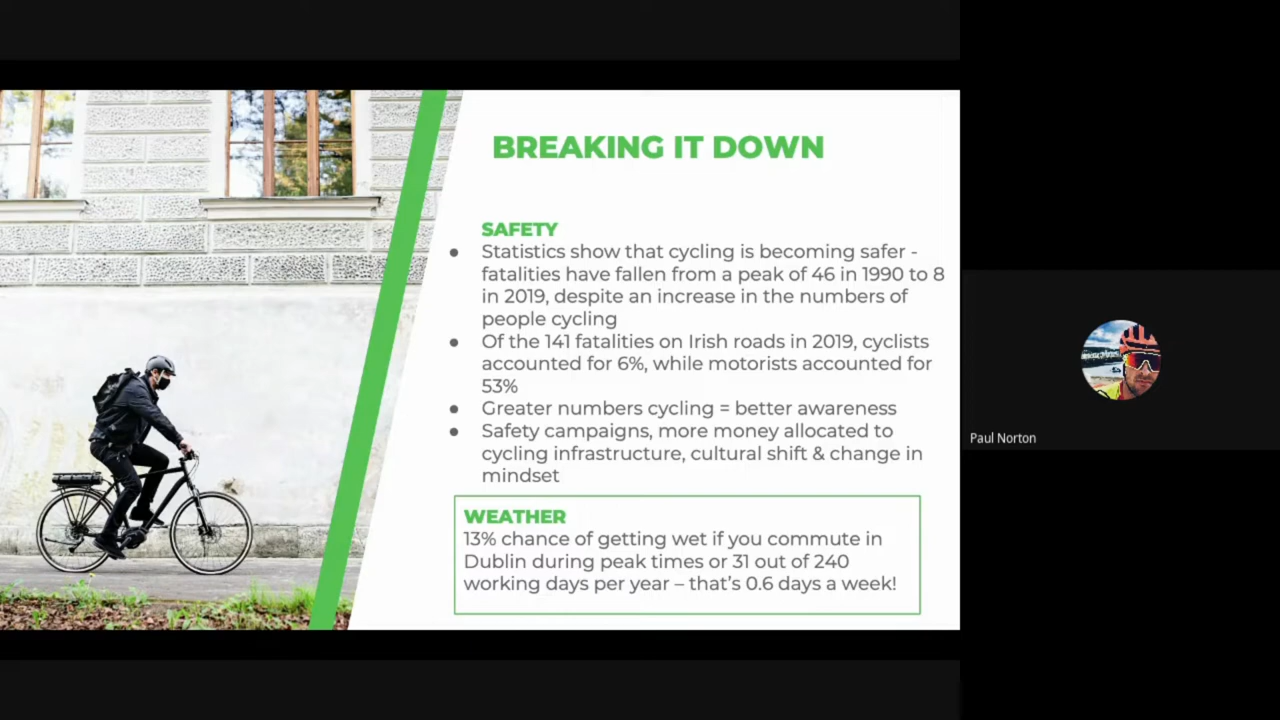 BREAKING IT DOWN
SAFETY
● Statistics show that cycling is becoming safer -
fatalities have fallen from a peak of 46 in 1990 to 8
in 2019, despite an increase in the numbers of
people cycling
● Of the 141 fatalities on Irish roads in 2019, cyclists
accounted for 6%, while motorists accounted for
53%
● Greater numbers cycling = better awareness
● Safety campaigns, more money allocated to
cycling infrastructure, cultural shift & change in
mindset
WEATHER
13% chance of getting wet if you commute in
Dublin during peak times or 31 out of 240
working days per year – that's 0.6 days a week!
Paul Norton